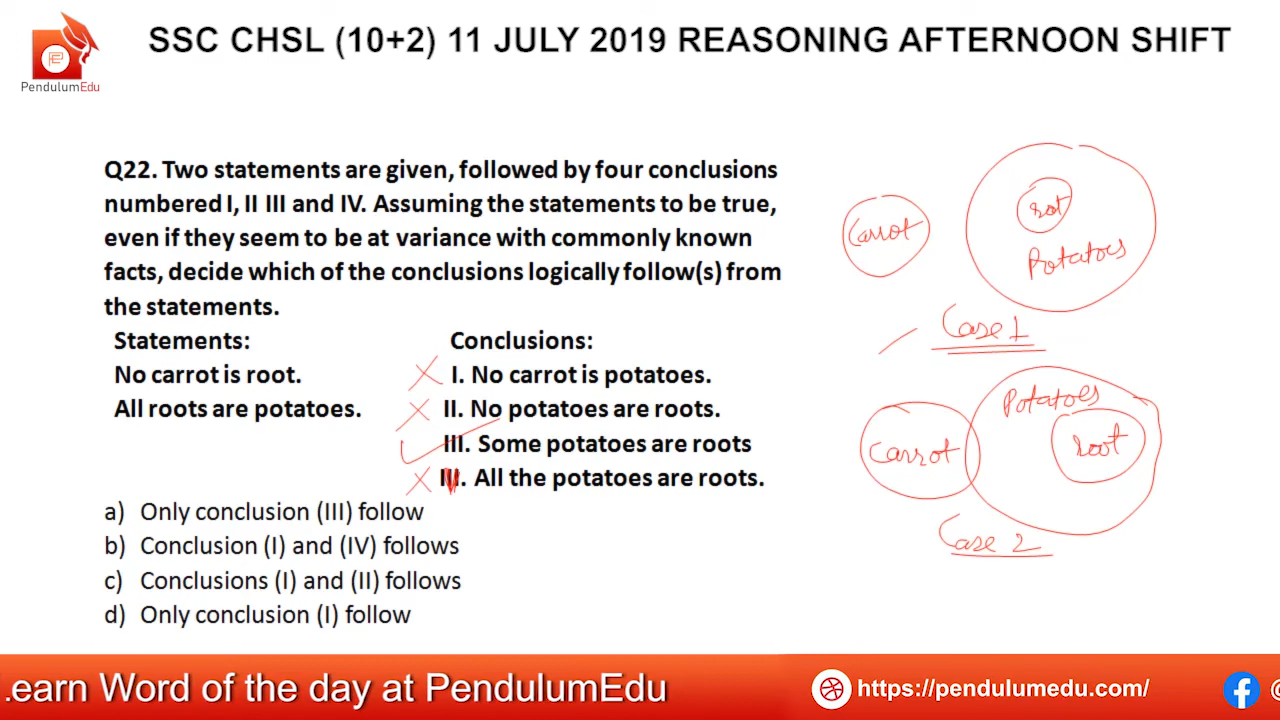 SSC CHSL (10+2) 11 JULY 2019 REASONING AFTERNOON SHIFT
PendulumEdu
Q22. Two statements are given, followed by four conclusions
numbered I, II III and IV. Assuming the statements to be true,
even if they seem to be at variance with commonly known
facts, decide which of the conclusions logically follow(s) from
the statements.
Statements:
No carrot is root.
All roots are potatoes.
Conclusions:
I. No carrot is potatoes.
II. No potatoes are roots.
III. Some potatoes are roots
IV. All the potatoes are roots.
a) Only conclusion (III) follow
b) Conclusion (I) and (IV) follows
c) Conclusions (I) and (II) follows
d) Only conclusion (I) follow
Carrot
root
Potatoes
Case 1
Potatoes
Carrot
root
Case 2
Learn Word of the day at PendulumEdu
https://pendulumedu.com/